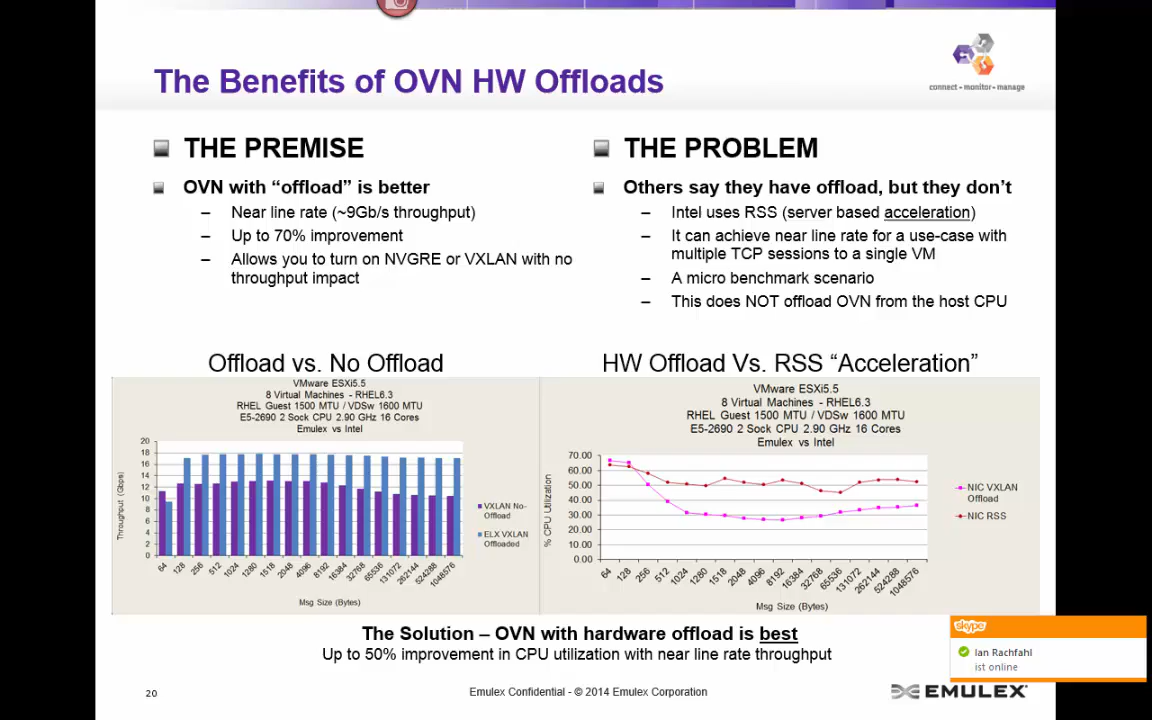 The Benefits of OVN HW Offloads
connect • monitor • manage
THE PREMISE
OVN with “offload” is better
– Near line rate (~9Gb/s throughput)
– Up to 70% improvement
– Allows you to turn on NVGRE or VXLAN with no
throughput impact
THE PROBLEM
Others say they have offload, but they don’t
– Intel uses RSS (server based acceleration)
– It can achieve near line rate for a use-case with
multiple TCP sessions to a single VM
– A micro benchmark scenario
– This does NOT offload OVN from the host CPU
Offload vs. No Offload
VMware ESXi5.5
8 Virtual Machines - RHEL6.3
RHEL Guest 1500 MTU / VDSw 1600 MTU
E5-2690 2 Sock CPU 2.90 GHz 16 Cores
Emulex vs Intel
Throughput (Gbps)
20
18
16
14
12
10
8
6
4
2
0
64 128 256 512 1024 1280 1518 2048 4096 8192 16384 32768 65536 131072 262144 524288 1048576
Msg Size (Bytes)
VXLAN No-
Offload
ELX VXLAN
Offloaded
HW Offload Vs. RSS “Acceleration”
VMware ESXi5.5
8 Virtual Machines - RHEL6.3
RHEL Guest 1500 MTU / VDSw 1600 MTU
E5-2690 2 Sock CPU 2.90 GHz 16 Cores
Emulex vs Intel
% CPU Utilization
70.00
60.00
50.00
40.00
30.00
20.00
10.00
0.00
64 128 256 512 1024 1280 1518 2048 4096 8192 16384 32768 65536 131072 262144 524288 1048576
Msg Size (Bytes)
NIC VXLAN
Offload
NIC RSS
The Solution – OVN with hardware offload is best
Up to 50% improvement in CPU utilization with near line rate throughput
skype
Ian Rachfahl
ist online
20
Emulex Confidential - © 2014 Emulex Corporation
EMULEX